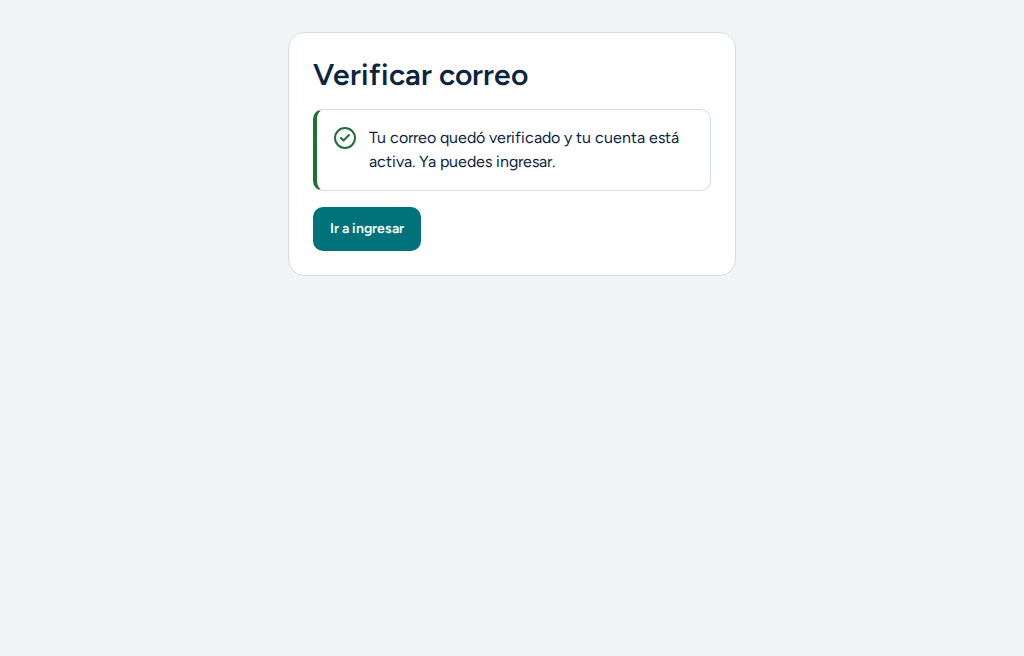 Verificar correo
Tu correo quedó verificado y tu cuenta está
activa. Ya puedes ingresar.
Ir a ingresar